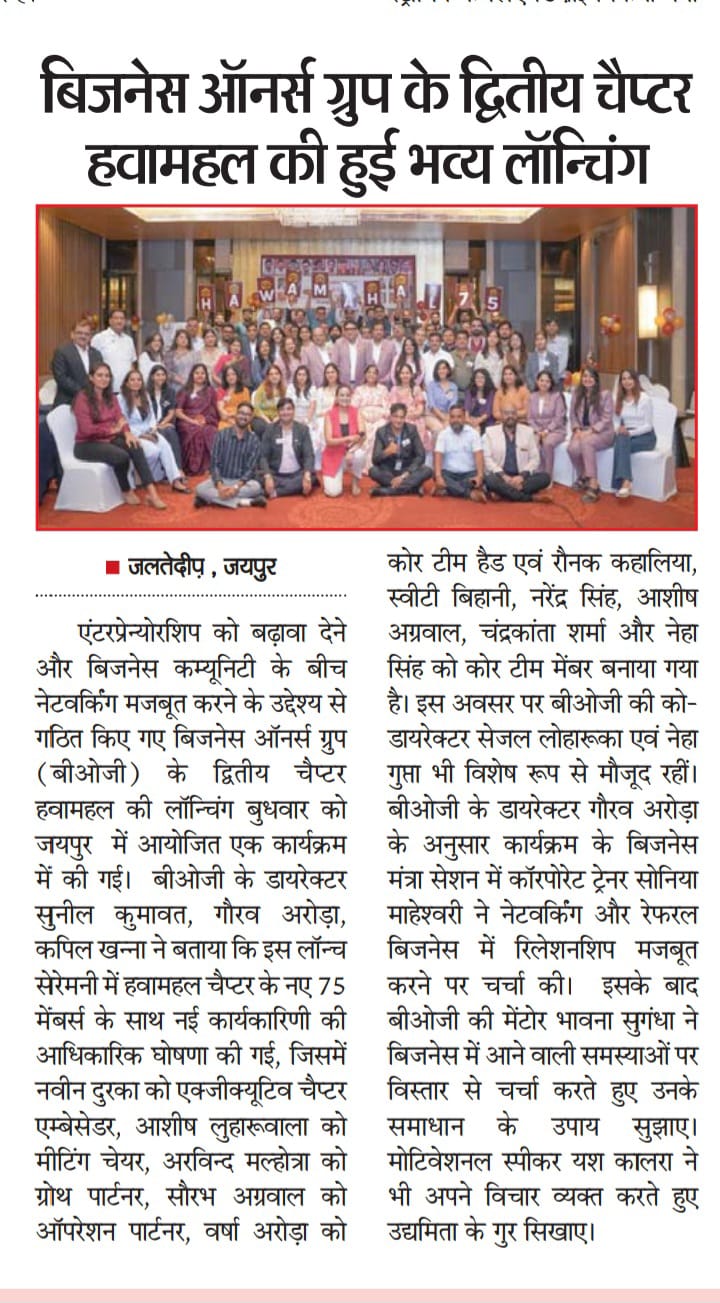 बिजनेस ऑनर्स ग्रुप के द्वितीय चैप्टर
हवामहल की हुई भव्य लॉन्चिंग
HAWAMAHAL 75
जलतेदीप़ , जयपुर
एंटरप्रेन्योरशिप को बढ़ावा देने
और बिजनेस कम्यूनिटी के बीच
नेटवर्किंग मजबूत करने के उद्देश्य से
गठित किए गए बिजनेस ऑनर्स ग्रुप
(बीओजी) के द्वितीय चैप्टर
हवामहल की लॉन्चिंग बुधवार को
जयपुर में आयोजित एक कार्यक्रम
में की गई। बीओजी के डायरेक्टर
सुनील कुमावत, गौरव अरोड़ा,
कपिल खन्ना ने बताया कि इस लॉन्च
सेरेमनी में हवामहल चैप्टर के नए 75
मेंबर्स के साथ नई कार्यकारिणी की
आधिकारिक घोषणा की गई, जिसमें
नवीन दुरका को एक्जीक्यूटिव चैप्टर
एम्बेसेडर, आशीष लुहारूवाला को
मीटिंग चेयर, अरविन्द मल्होत्रा को
ग्रोथ पार्टनर, सौरभ अग्रवाल को
ऑपरेशन पार्टनर, वर्षा अरोड़ा को
कोर टीम हैड एवं रौनक कहालिया,
स्वीटी बिहानी, नरेंद्र सिंह, आशीष
अग्रवाल, चंद्रकांता शर्मा और नेहा
सिंह को कोर टीम मेंबर बनाया गया
है। इस अवसर पर बीओजी की को-
डायरेक्टर सेजल लोहारूका एवं नेहा
गुप्ता भी विशेष रूप से मौजूद रहीं।
बीओजी के डायरेक्टर गौरव अरोड़ा
के अनुसार कार्यक्रम के बिजनेस
मंत्रा सेशन में कॉरपोरेट ट्रेनर सोनिया
माहेश्वरी ने नेटवर्किंग और रेफरल
बिजनेस में रिलेशनशिप मजबूत
करने पर चर्चा की। इसके बाद
बीओजी की मेंटोर भावना सुगंधा ने
बिजनेस में आने वाली समस्याओं पर
विस्तार से चर्चा करते हुए उनके
समाधान के उपाय सुझाए।
मोटिवेशनल स्पीकर यश कालरा ने
भी अपने विचार व्यक्त करते हुए
उद्यमिता के गुर सिखाए।